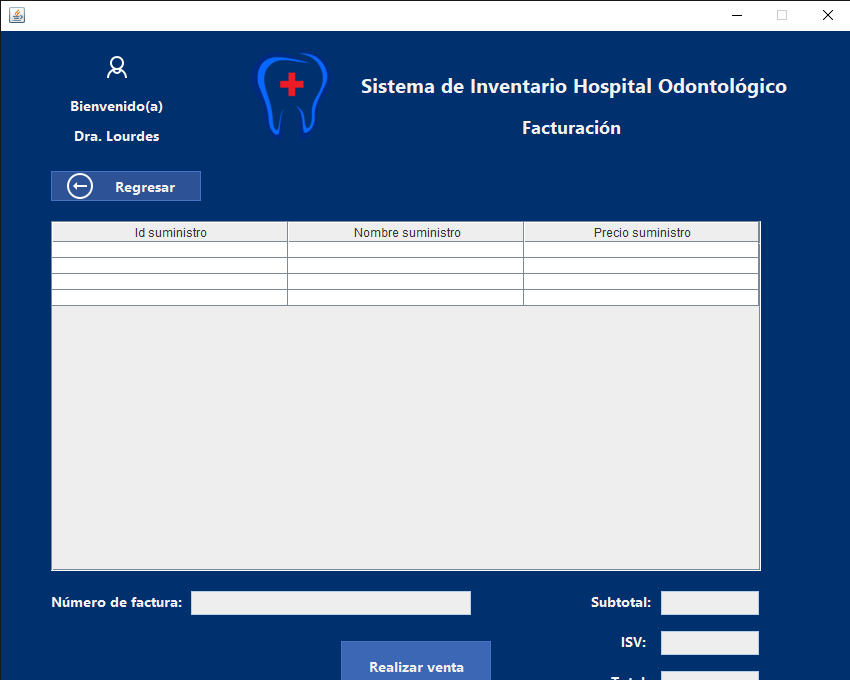 Sistema de Inventario Hospital Odontológico
Bienvenido(a)
Facturación
Dra. Lourdes
Regresar
Id suministro Nombre suministro Precio suministro
Número de factura: Subtotal:
ISV:
Realizar venta